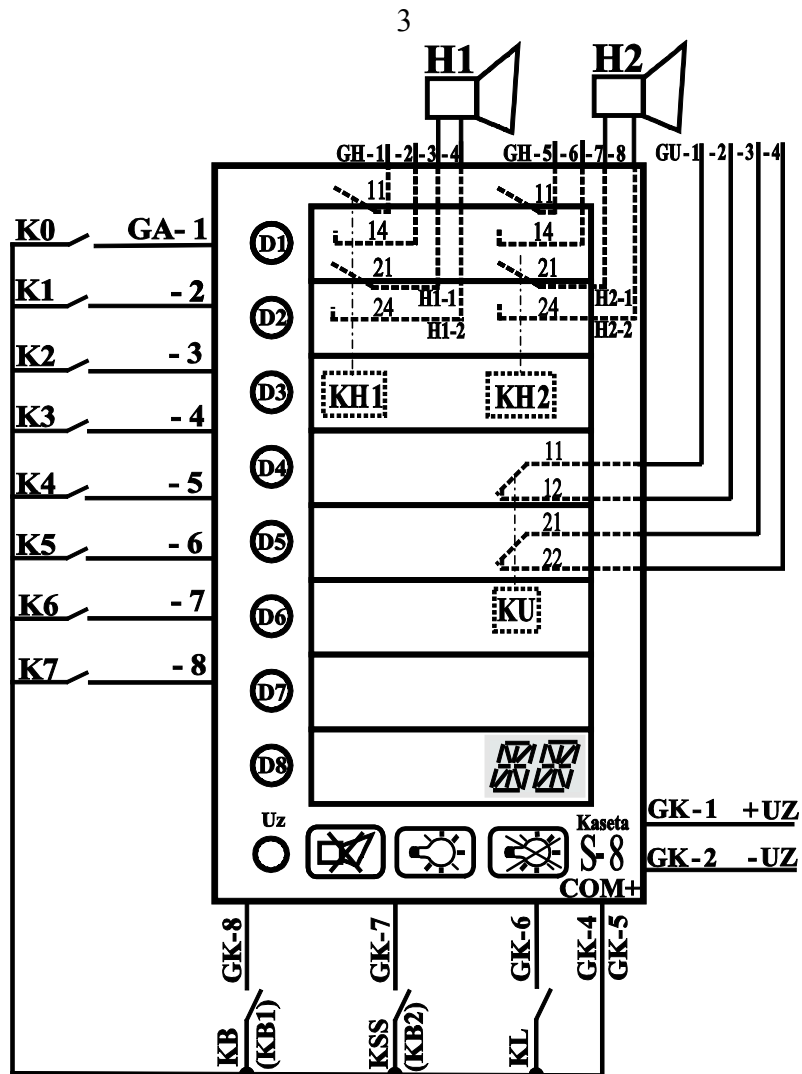 3
H1 H2
GH-1 -2 -3 -4 GH-5 -6 -7 -8 GU-1 -2 -3 -4
11 11
K0 GA- 1 D1 14 14
21 21
K1 - 2 D2 H1-1 H2-1
24 24
H1-2 H2-2
K2 - 3 D3 KH1 KH2
K3 - 4
D4 11
12
K4 - 5
D5 21
K5 - 6 22
K6 - 7 D6 KU
K7 - 8 D7
D8
Uz Kaseta GK-1 +UZ
S-8 GK-2 -UZ
COM+
GK-8 GK-7 GK-6 GK-4 GK-5
KB KSS KL
(KB1) (KB2)